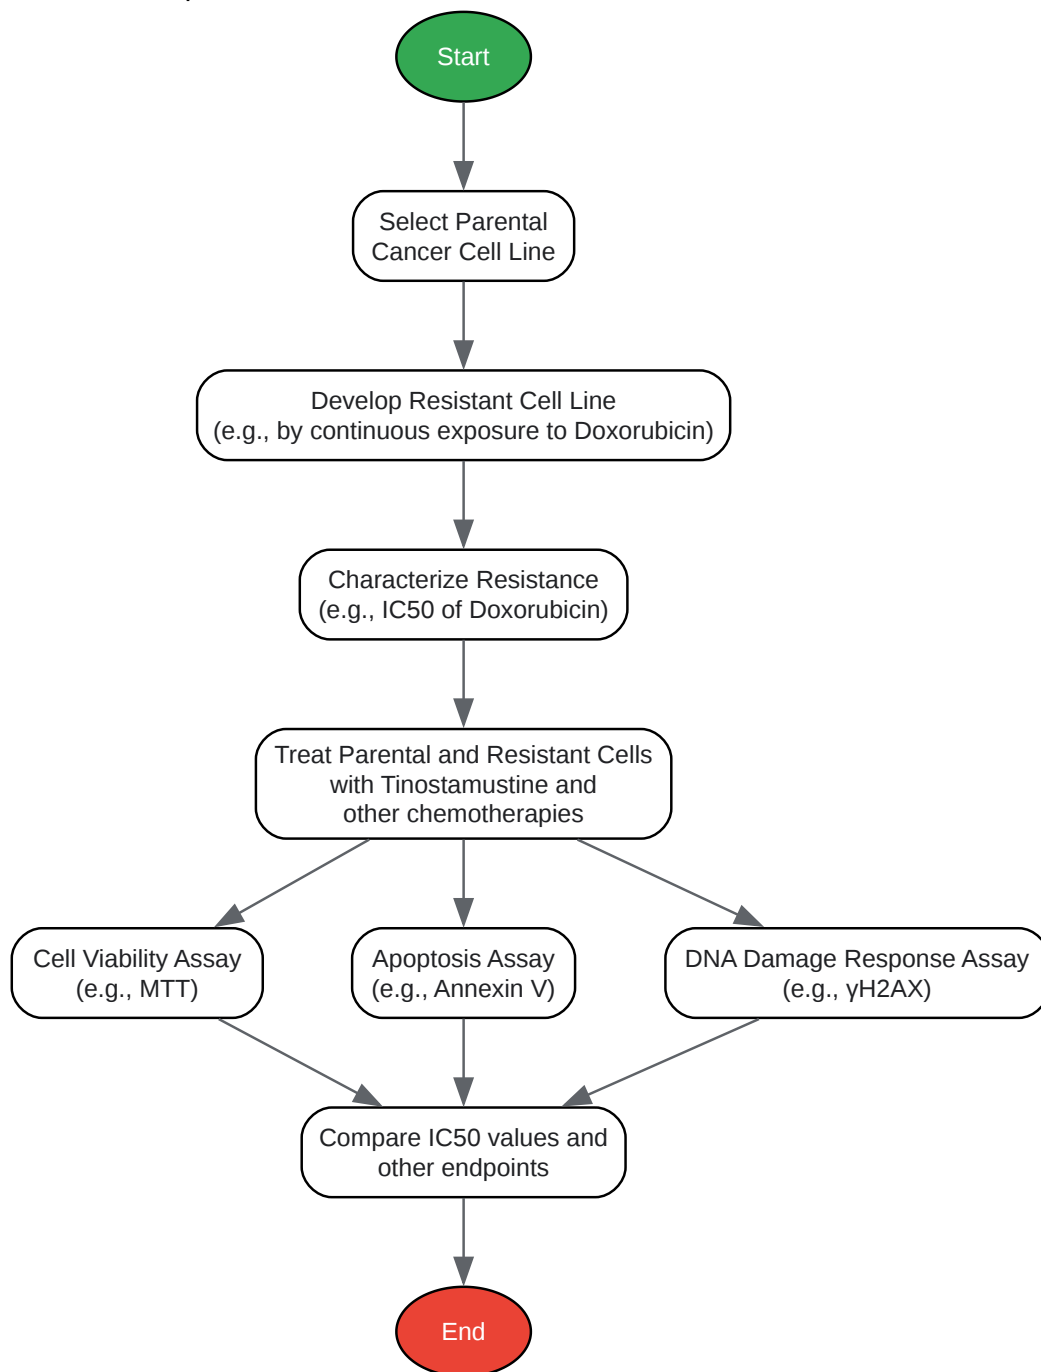 Start
Select Parental
Cancer Cell Line
Develop Resistant Cell Line
(e.g., by continuous exposure to Doxorubicin)
Characterize Resistance
(e.g., IC50 of Doxorubicin)
Treat Parental and Resistant Cells
with Tinostamustine and
other chemotherapies
Cell Viability Assay
(e.g., MTT)
Apoptosis Assay
(e.g., Annexin V)
DNA Damage Response Assay
(e.g., γH2AX)
Compare IC50 values and
other endpoints
End